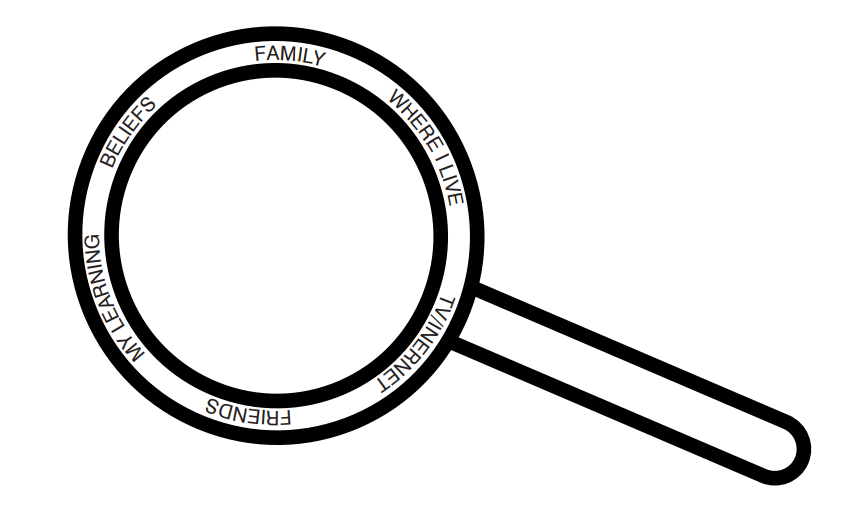 FAMILY
WHERE I LIVE
TV/INERNET
FRIENDS
MY LEARNING
BELIEFS